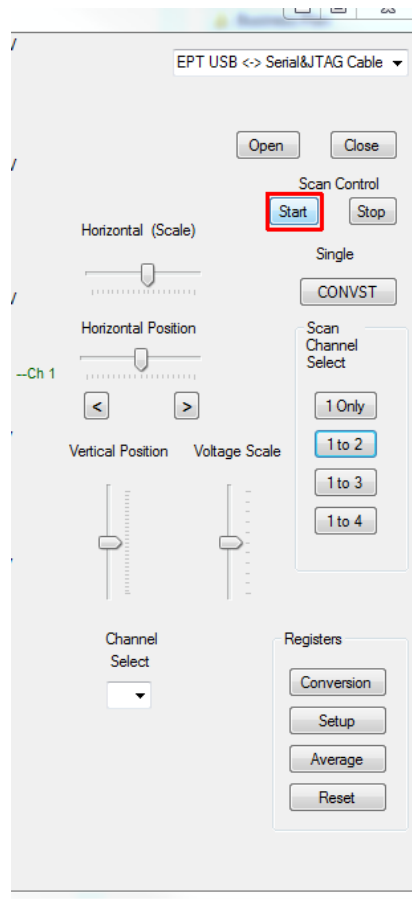 EPT USB <-> Serial&JTAG Cable
Open
Close
Scan Control
Start
Stop
Horizontal (Scale)
Single
CONVST
Horizontal Position
Scan
Channel
Select
--Ch 1
<
>
1 Only
Vertical Position
Voltage Scale
1 to 2
1 to 3
1 to 4
Channel
Select
Registers
Conversion
Setup
Average
Reset